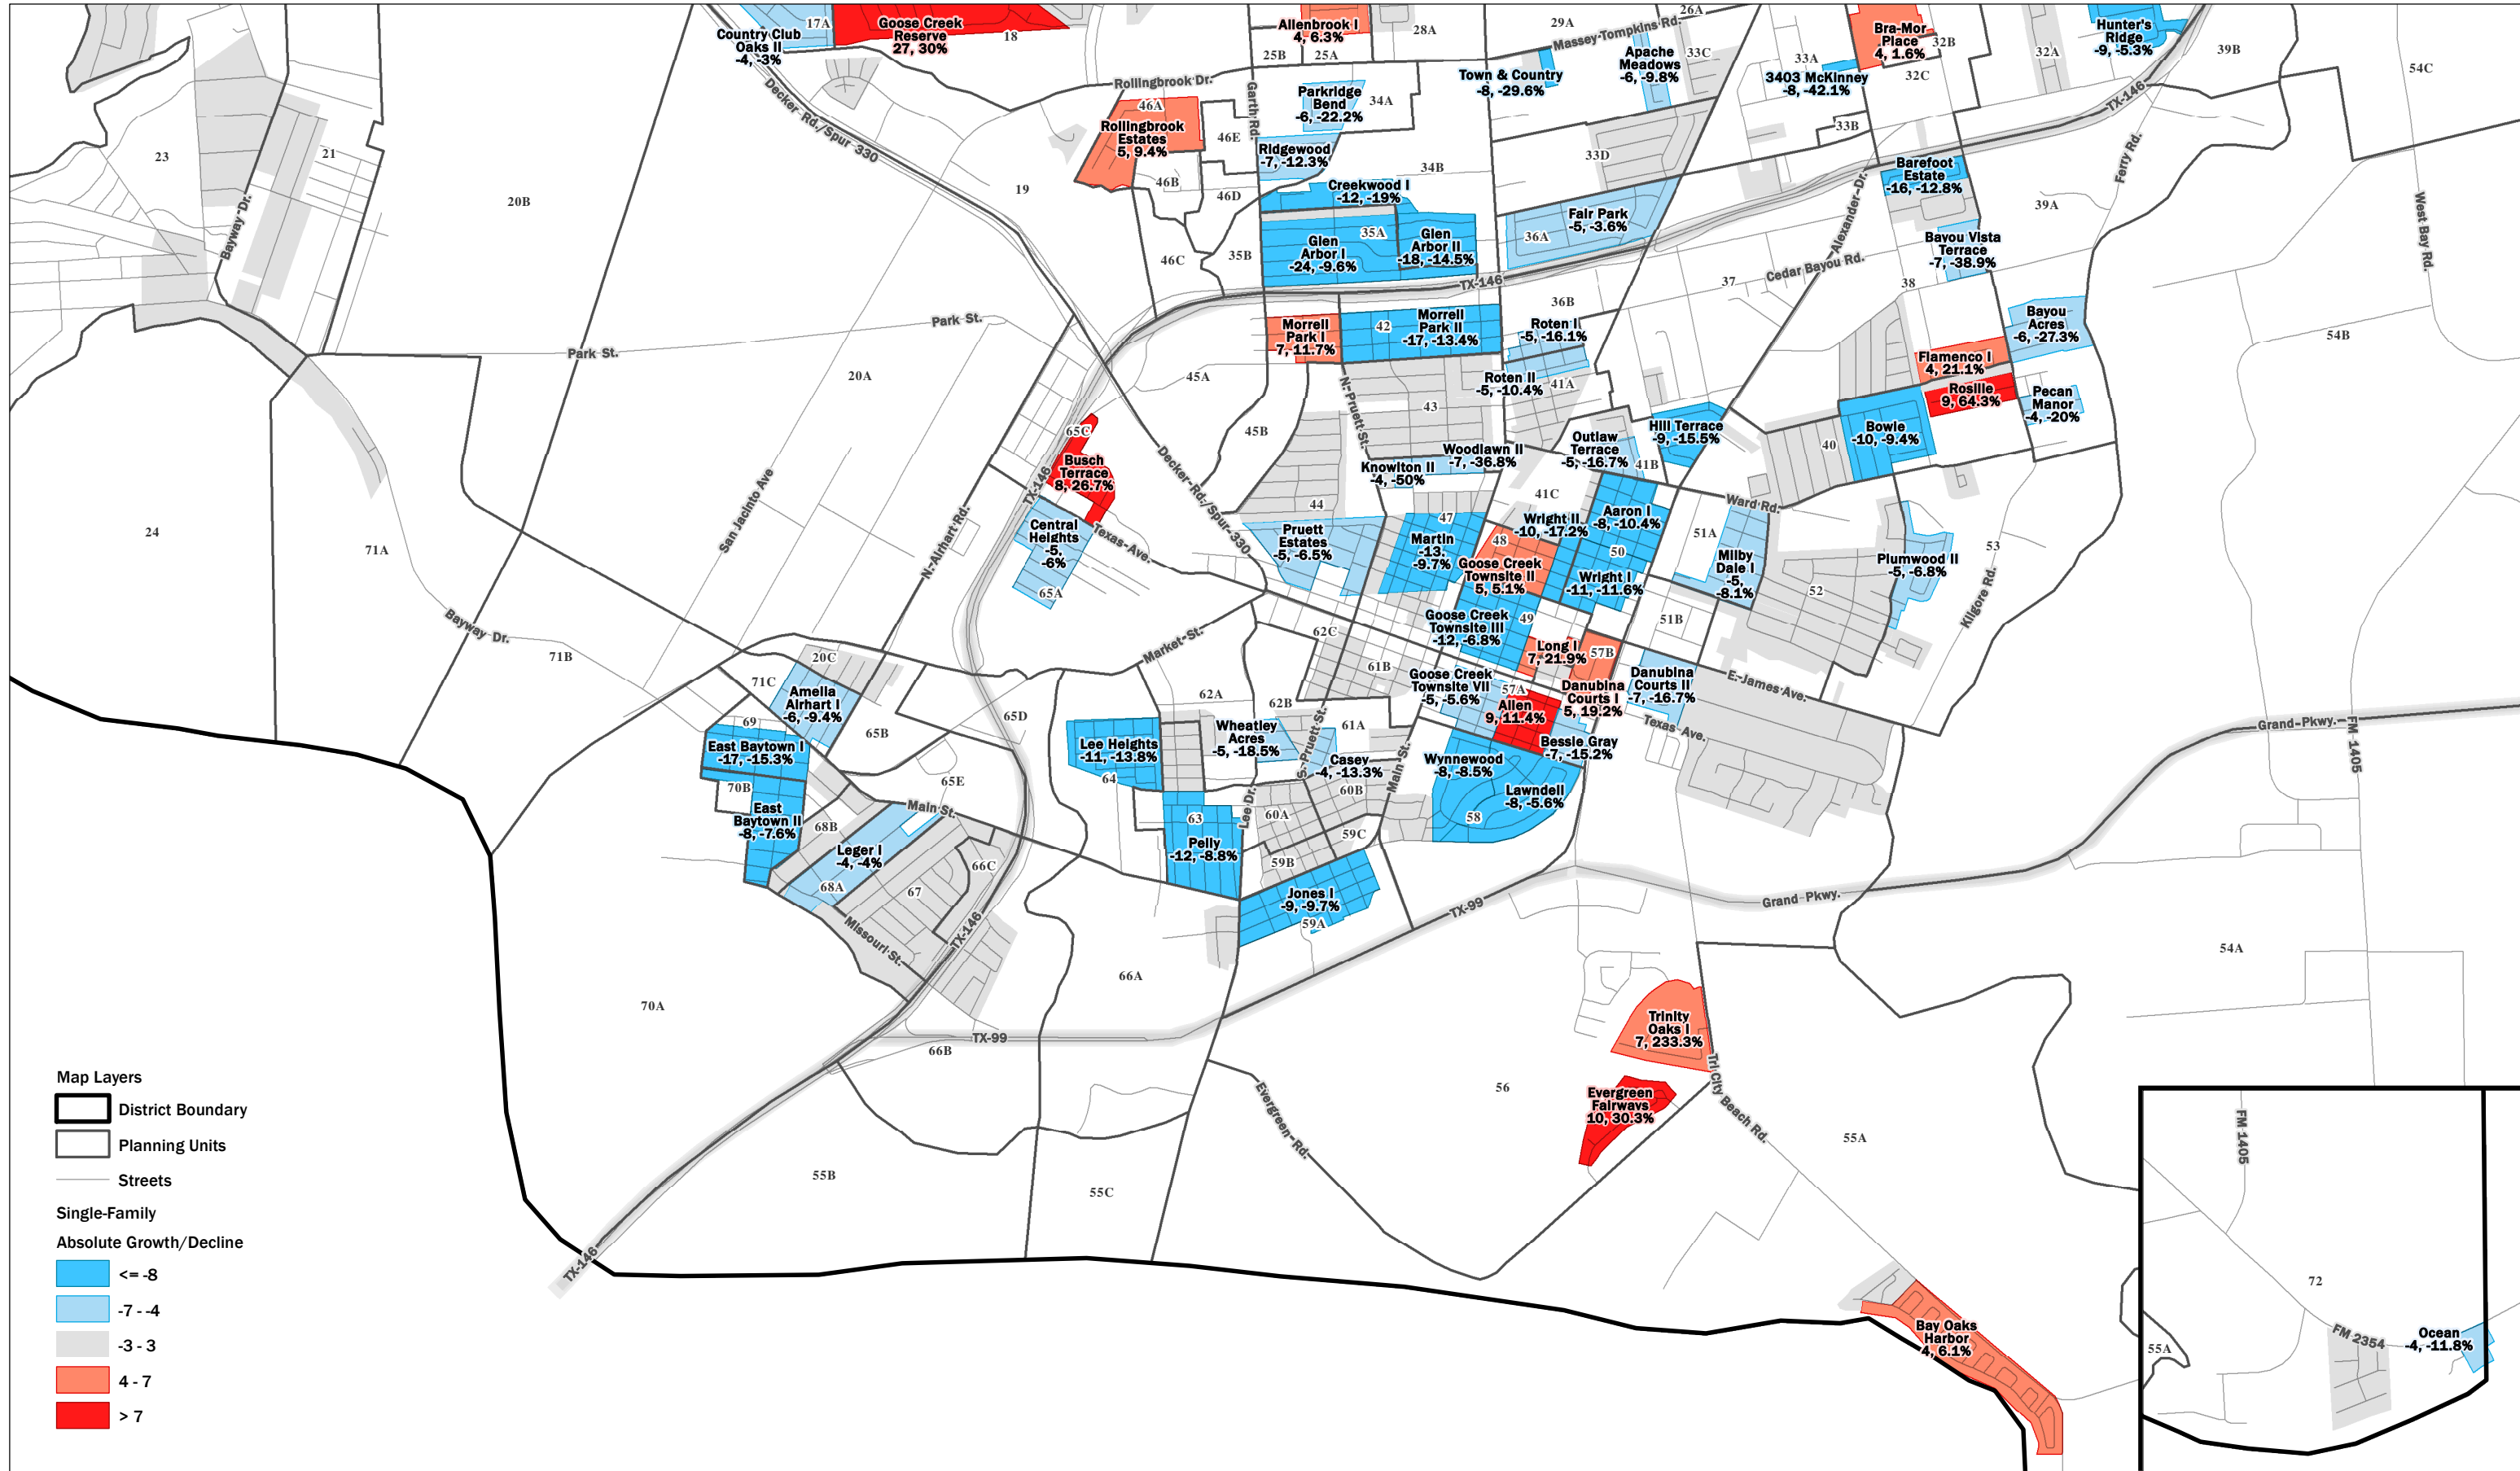 17A
Country Club
Oaks II
-4, -3%
Goose Creek
Reserve
27, 30%
18
Allenbrook I
4, 6.3%
25B
25A
28A
29A
26A
Massey Tompkins Rd.
Town & Country
-8, -29.6%
Apache
Meadows
-6, -9.8%
33C
33A
3403 McKinney
-8, -42.1%
Bra-Mor
Place
4, 1.6%
32B
32C
32A
Hunter's
Ridge
-9, -5.3%
39B
54C
Rollingbrook Dr.
Decker Rd./Spur 330
Garth Rd.
46A
Rollingbrook
Estates
5, 9.4%
46E
46B
46D
46C
Parkridge
Bend
-6, -22.2%
34A
Ridgewood
-7, -12.3%
34B
33D
33B
TX-146
Ferry Rd.
23
21
20B
19
Bayway Dr.
Creekwood I
-12, -19%
35A
35B
Glen
Arbor I
-24, -9.6%
Glen
Arbor II
-18, -14.5%
Fair Park
-5, -3.6%
36A
Barefoot
Estate
-16, -12.8%
39A
West Bay Rd.
Alexander Dr.
Bayou Vista
Terrace
-7, -38.9%
Cedar Bayou Rd.
37
38
TX-146
36B
Park St.
Park St.
Morrell
Park I
7, 11.7%
42
Morrell
Park II
-17, -13.4%
Roten I
-5, -16.1%
Roten II
-5, -10.4%
41A
Bayou
Acres
-6, -27.3%
54B
Flamenco I
4, 21.1%
Rosille
9, 64.3%
Pecan
Manor
-4, -20%
20A
45A
45B
N. Pruett St.
43
65C
Busch
Terrace
8, 26.7%
TX-146
Decker Rd./Spur 330
Knowlton II
-4, -50%
Woodlawn II
-7, -36.8%
Outlaw
Terrace
-5, -16.7%
41B
Hill Terrace
-9, -15.5%
40
Bowie
-10, -9.4%
24
71A
San Jacinto Ave
N. Airhart Rd.
Central
Heights
-5,
-6%
65A
Texas Ave.
44
Pruett
Estates
-5, -6.5%
47
Martin
-13,
-9.7%
41C
Wright II
-10, -17.2%
48
Goose Creek
Townsite II
5, 5.1%
Aaron I
-8, -10.4%
50
Wright I
-11, -11.6%
Ward Rd.
51A
Milby
Dale I
-5,
-8.1%
52
Plumwood II
-5, -6.8%
53
Kilgore Rd.
Goose Creek
Townsite III
-12, -6.8%
49
51B
Bayway Dr.
71B
71C
20C
Amelia
Airhart I
-6, -9.4%
Market St.
62C
61B
62A
62B
61A
Long I
7, 21.9%
57B
Goose Creek
Townsite VII
-5, -5.6%
57A
Allen
9, 11.4%
Danubina
Courts I
5, 19.2%
Danubina
Courts II
-7, -16.7%
E. James Ave.
Texas Ave.
Bessie Gray
-7, -15.2%
69
East Baytown I
-17, -15.3%
65B
65D
65E
Lee Heights
-11, -13.8%
64
Wheatley
Acres
-5, -18.5%
Casey
-4, -13.3%
S. Pruett St.
Main St.
Wynnewood
-8, -8.5%
Lawndell
-8, -5.6%
58
Grand Pkwy.
FM 1405
70B
East
Baytown II
-8, -7.6%
68B
Main St.
Leger I
-4, -4%
68A
67
66C
63
Pelly
-12, -8.8%
Lee Dr.
60A
60B
59C
59B
Jones I
-9, -9.7%
59A
TX-99
Grand Pkwy.
Missouri St.
TX-146
70A
66A
54A
TX-99
66B
Trinity
Oaks I
7, 233.3%
Tri City Beach Rd.
56
Evergreen
Fairways
10, 30.3%
Evergreen Rd.
55A
55B
55C
TX-146
Bay Oaks
Harbor
4, 6.1%
FM 1405
72
FM 2354
Ocean
-4, -11.8%
55A
Map Layers
District Boundary
Planning Units
Streets
Single-Family
Absolute Growth/Decline
<= -8
-7 - -4
-3 - 3
4 - 7
> 7